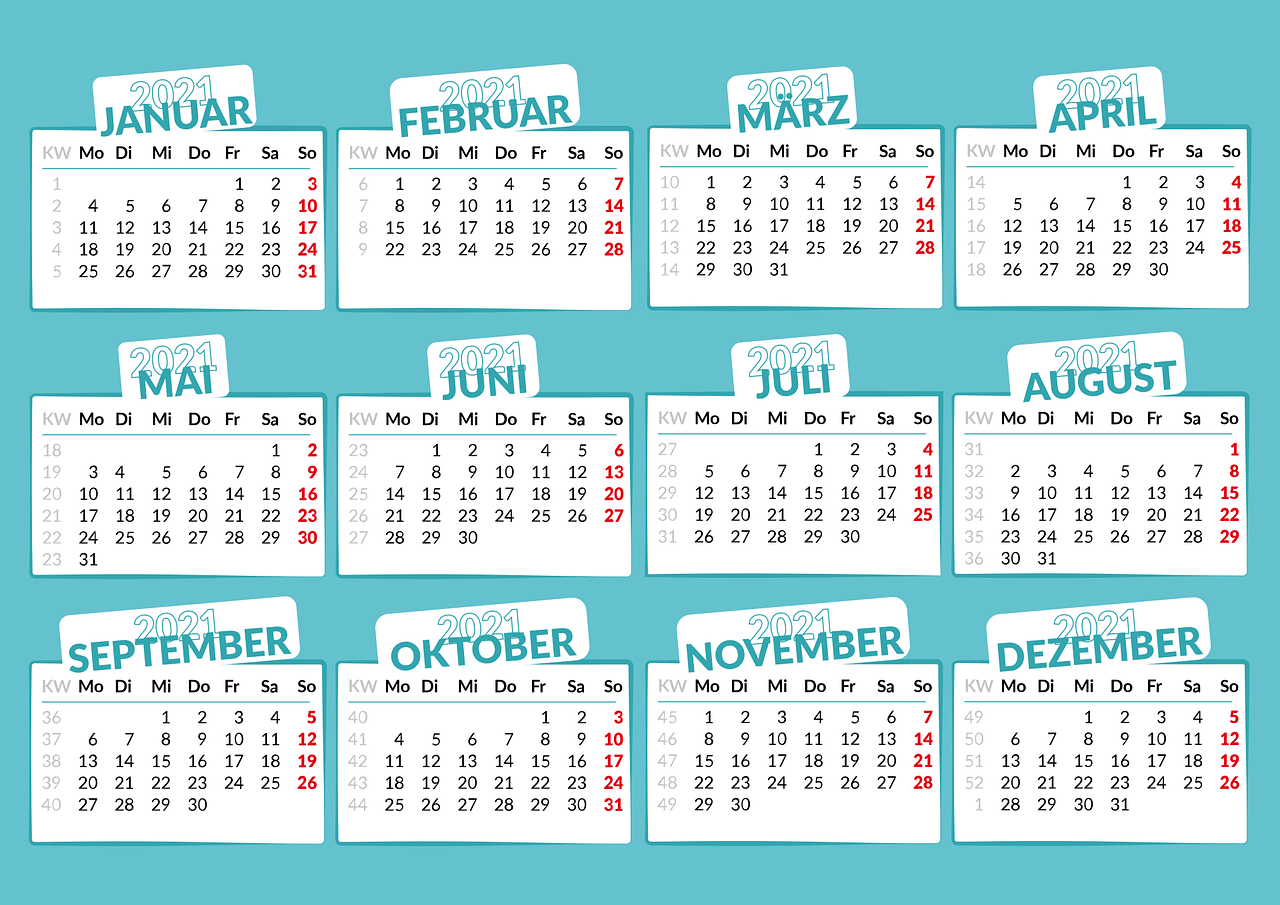 2021
JANUAR
KW Mo Di Mi Do Fr Sa So
1 1 2 3
2 4 5 6 7 8 9 10
3 11 12 13 14 15 16 17
4 18 19 20 21 22 23 24
5 25 26 27 28 29 30 31
2021
FEBRUAR
KW Mo Di Mi Do Fr Sa So
6 1 2 3 4 5 6 7
7 8 9 10 11 12 13 14
8 15 16 17 18 19 20 21
9 22 23 24 25 26 27 28
2021
MÄRZ
KW Mo Di Mi Do Fr Sa So
10 1 2 3 4 5 6 7
11 8 9 10 11 12 13 14
12 15 16 17 18 19 20 21
13 22 23 24 25 26 27 28
14 29 30 31
2021
APRIL
KW Mo Di Mi Do Fr Sa So
14 1 2 3 4
15 5 6 7 8 9 10 11
16 12 13 14 15 16 17 18
17 19 20 21 22 23 24 25
18 26 27 28 29 30
2021
MAI
KW Mo Di Mi Do Fr Sa So
18 1 2
19 3 4 5 6 7 8 9
20 10 11 12 13 14 15 16
21 17 18 19 20 21 22 23
22 24 25 26 27 28 29 30
23 31
2021
JUNI
KW Mo Di Mi Do Fr Sa So
23 1 2 3 4 5 6
24 7 8 9 10 11 12 13
25 14 15 16 17 18 19 20
26 21 22 23 24 25 26 27
27 28 29 30
2021
JULI
KW Mo Di Mi Do Fr Sa So
27 1 2 3 4
28 5 6 7 8 9 10 11
29 12 13 14 15 16 17 18
30 19 20 21 22 23 24 25
31 26 27 28 29 30
2021
AUGUST
KW Mo Di Mi Do Fr Sa So
31 1
32 2 3 4 5 6 7 8
33 9 10 11 12 13 14 15
34 16 17 18 19 20 21 22
35 23 24 25 26 27 28 29
36 30 31
2021
SEPTEMBER
KW Mo Di Mi Do Fr Sa So
36 1 2 3 4 5
37 6 7 8 9 10 11 12
38 13 14 15 16 17 18 19
39 20 21 22 23 24 25 26
40 27 28 29 30
2021
OKTOBER
KW Mo Di Mi Do Fr Sa So
40 1 2 3
41 4 5 6 7 8 9 10
42 11 12 13 14 15 16 17
43 18 19 20 21 22 23 24
44 25 26 27 28 29 30 31
2021
NOVEMBER
KW Mo Di Mi Do Fr Sa So
45 1 2 3 4 5 6 7
46 8 9 10 11 12 13 14
47 15 16 17 18 19 20 21
48 22 23 24 25 26 27 28
49 29 30
2021
DEZEMBER
KW Mo Di Mi Do Fr Sa So
49 1 2 3 4 5
50 6 7 8 9 10 11 12
51 13 14 15 16 17 18 19
52 20 21 22 23 24 25 26
1 28 29 30 31